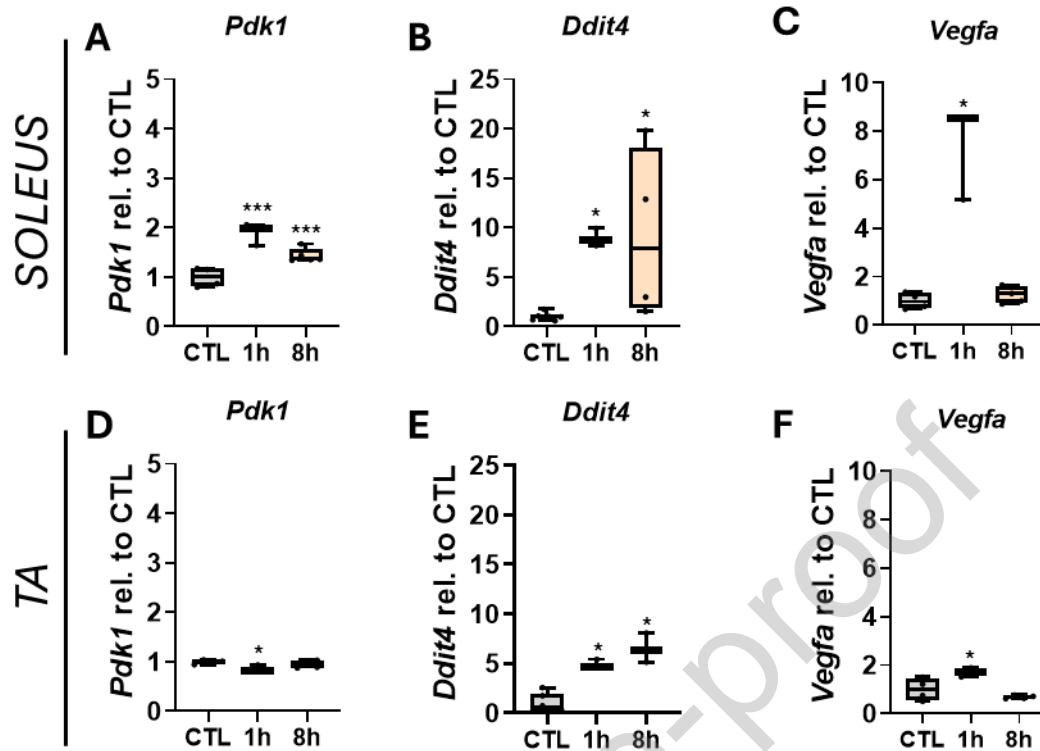 SOLEUS
A
Pdk1
Pdk1 rel. to CTL
5
4
3
2
1
0
***
***
CTL 1h 8h
B
Ddit4
Ddit4 rel. to CTL
25
20
15
10
5
0
*
*
CTL 1h 8h
C
Vegfa
Vegfa rel. to CTL
10
8
6
4
2
0
*
CTL 1h 8h
TA
D
Pdk1
Pdk1 rel. to CTL
5
4
3
2
1
0
*
CTL 1h 8h
E
Ddit4
Ddit4 rel. to CTL
25
20
15
10
5
0
*
*
CTL 1h 8h
F
Vegfa
Vegfa rel. to CTL
10
8
6
4
2
0
*
CTL 1h 8h
-proof